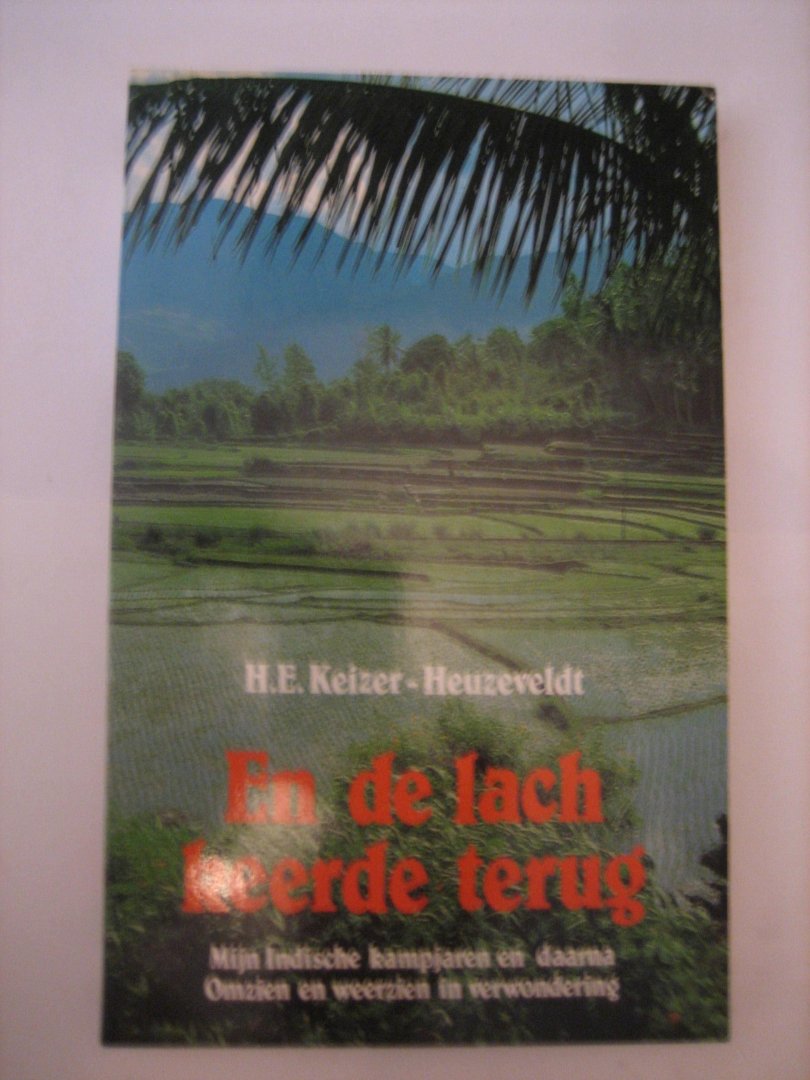 H.E. Keizer-Heuzeveldt
En de lach
keerde terug
Mijn Indische kampjaren en daarna
Omzien en weerzien in verwondering